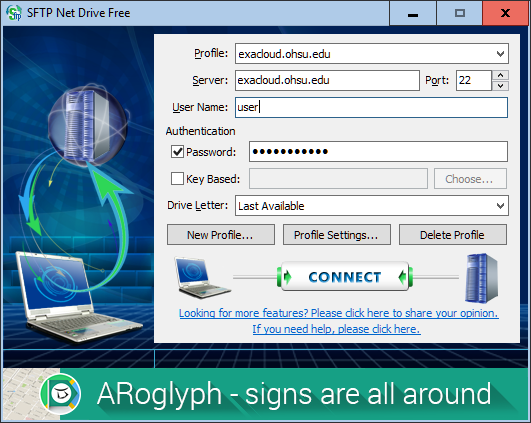 SFTP Net Drive Free
Profile: exacloud.ohsu.edu
Server: exacloud.ohsu.edu Port: 22
User Name: user
Authentication
Password: •••••••••••
Key Based: Choose...
Drive Letter: Last Available
New Profile... Profile Settings... Delete Profile
CONNECT
Looking for more features? Please click here to share your opinion.
If you need help, please click here.
ARoglyph - signs are all around